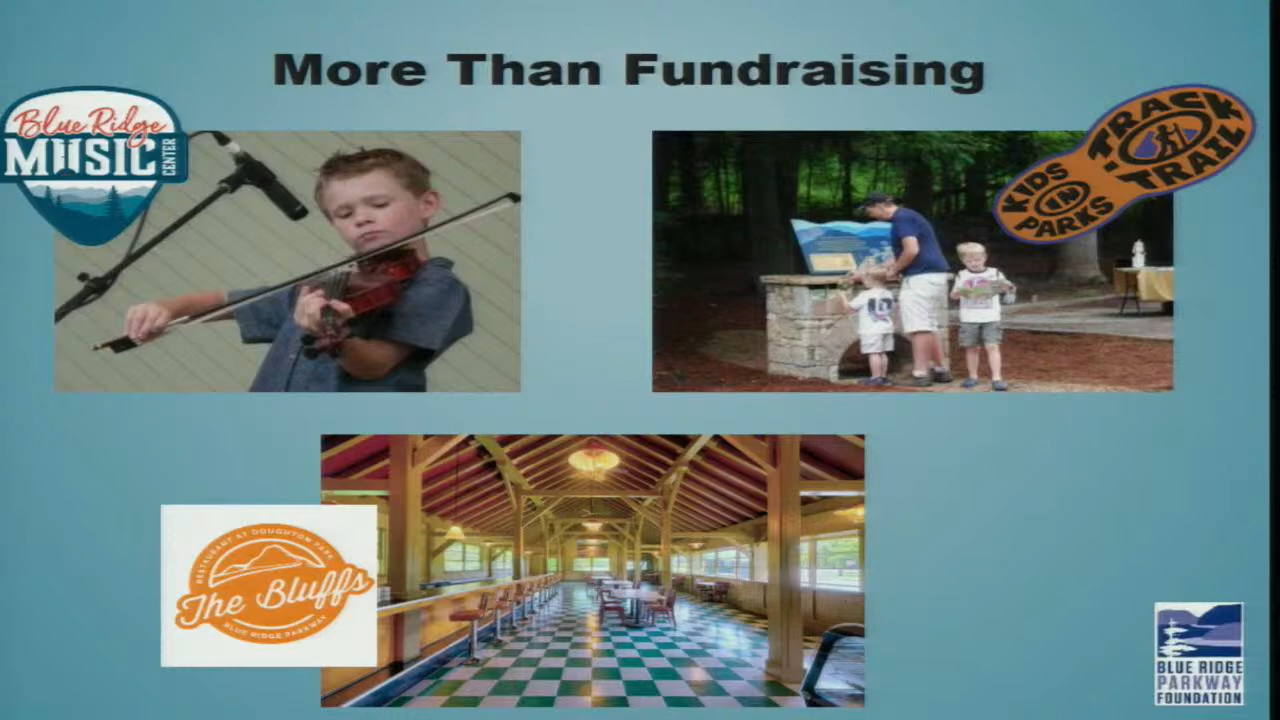 More Than Fundraising
Blue Ridge
MUSIC
CENTER
TRACK
TRAIL
KIDS
IN
PARKS
RESTAURANT AT DOUGHTON PARK
The Bluffs
BLUE RIDGE PARKWAY
BLUE RIDGE
PARKWAY
FOUNDATION